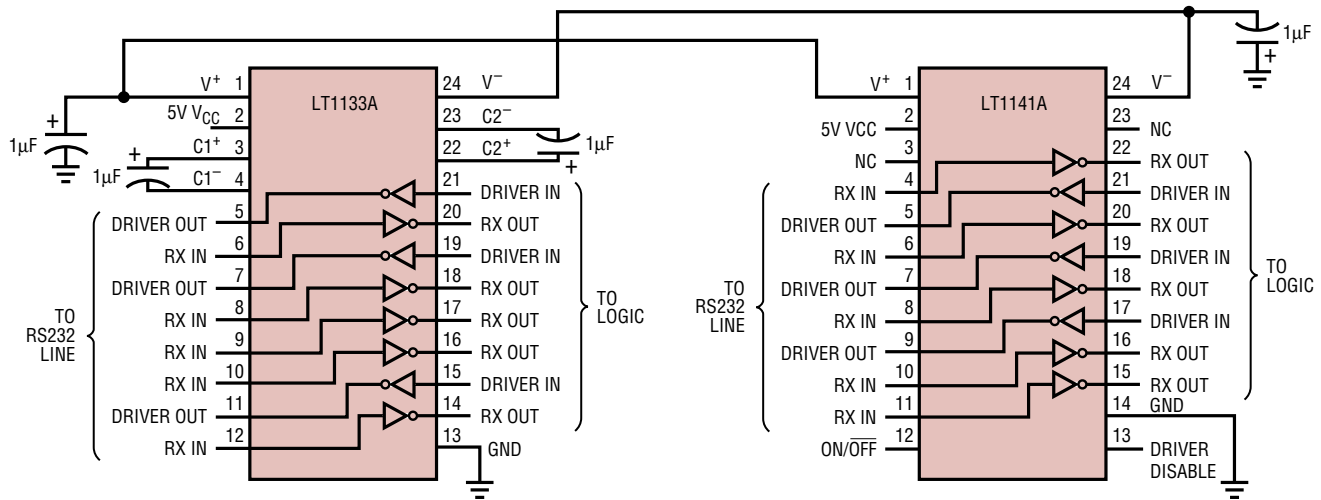 1µF
+
+
1µF
V+ 1
5V VCC 2
C1+ 3
+
1µF
C1− 4
LT1133A
24 V−
23 C2−
22 C2+
1µF
+
5 DRIVER OUT
6 RX IN
7 DRIVER OUT
8 RX IN
9 RX IN
10 RX IN
11 DRIVER OUT
12 RX IN
TO
RS232
LINE
21 DRIVER IN
20 RX OUT
19 DRIVER IN
18 RX OUT
17 RX OUT
16 RX OUT
15 DRIVER IN
14 RX OUT
13 GND
TO
LOGIC
V+ 1
5V VCC 2
NC 3
RX IN 4
DRIVER OUT 5
RX IN 6
DRIVER OUT 7
RX IN 8
DRIVER OUT 9
RX IN 10
RX IN 11
ON/OFF 12
TO
RS232
LINE
LT1141A
24 V−
23 NC
22 RX OUT
21 DRIVER IN
20 RX OUT
19 DRIVER IN
18 RX OUT
17 DRIVER IN
16 RX OUT
15 RX OUT
14 GND
13 DRIVER
DISABLE
TO
LOGIC